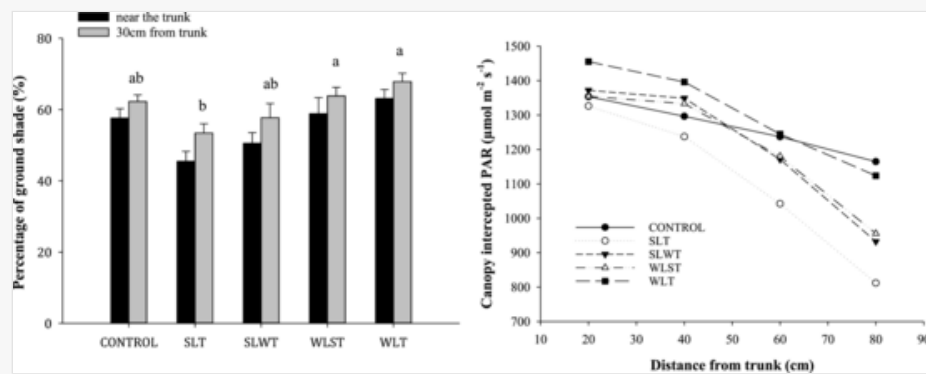 near the trunk
30cm from trunk
Percentage of ground shade (%)
80
60
40
20
0
ab
b
ab
a
a
CONTROL SLT SLWT WLST WLT
Canopy intercepted PAR (μmol m⁻² s⁻¹)
1500
1400
1300
1200
1100
1000
900
800
700
CONTROL
SLT
SLWT
WLST
WLT
10 20 30 40 50 60 70 80 90
Distance from trunk (cm)